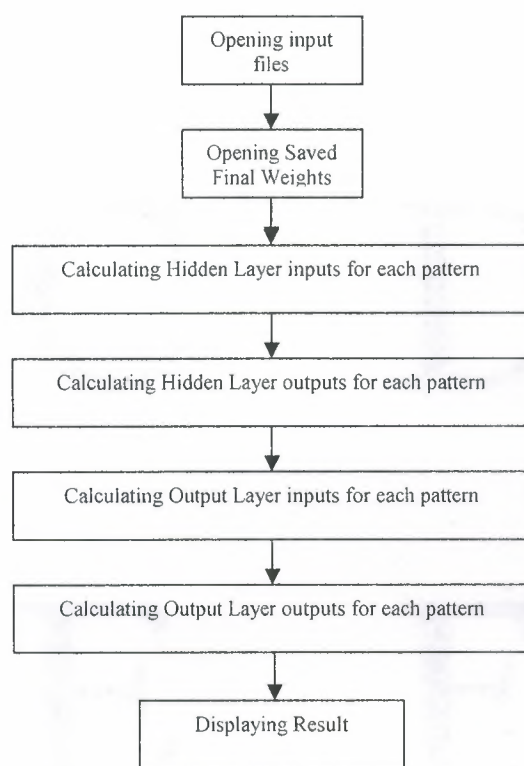 Opening input
files
Opening Saved
Final Weights
Calculating Hidden Layer inputs for each pattern
Calculating Hidden Layer outputs for each pattern
Calculating Output Layer inputs for each pattern
Calculating Output Layer outputs for each pattern
Displaying Result